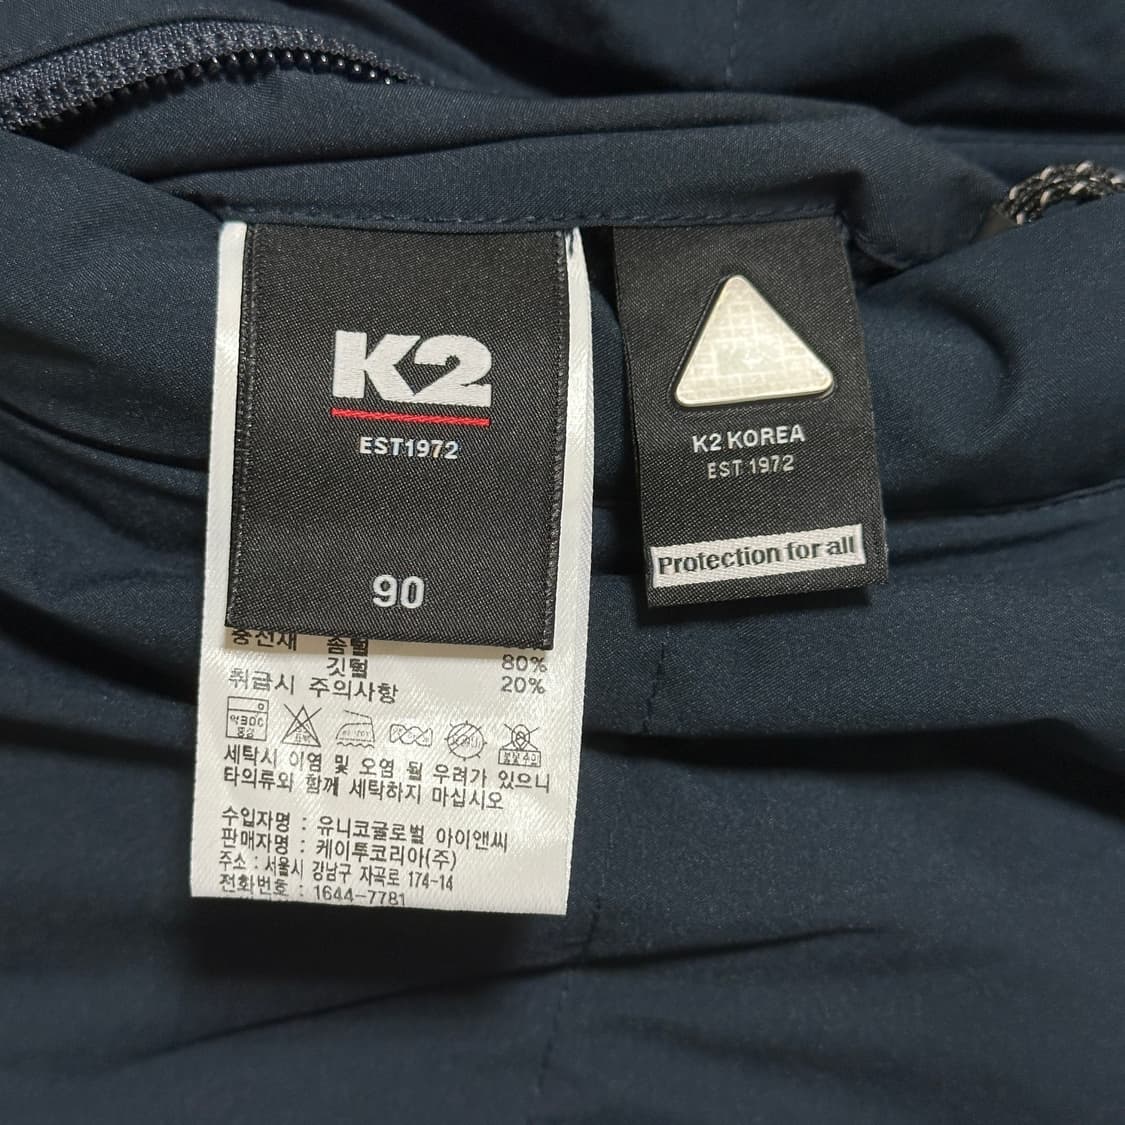 K2
EST1972
90
충전재 솜털 80%
깃털 20%
취급시 주의사항
약30℃
중성
세탁시 이염 및 오염 될 우려가 있으니
타의류와 함께 세탁하지 마십시오
수입자명 : 유니코글로벌 아이앤씨
판매자명 : 케이투코리아(주)
주소 : 서울시 강남구 자곡로 174-14
전화번호 : 1644-7781
K2 KOREA
EST 1972
Protection for all